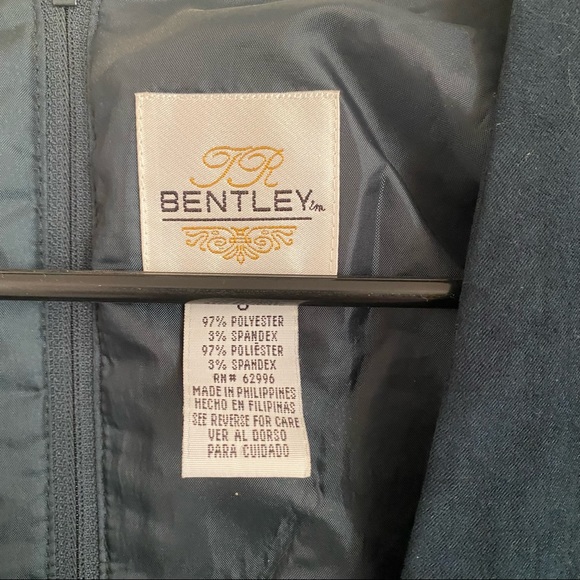 TR
BENTLEY
97% POLYESTER
3% SPANDEX
97% POLIÉSTER
3% SPANDEX
RN# 62996
MADE IN PHILIPPINES
HECHO EN FILIPINAS
SEE REVERSE FOR CARE
VER AL DORSO
PARA CUIDADO